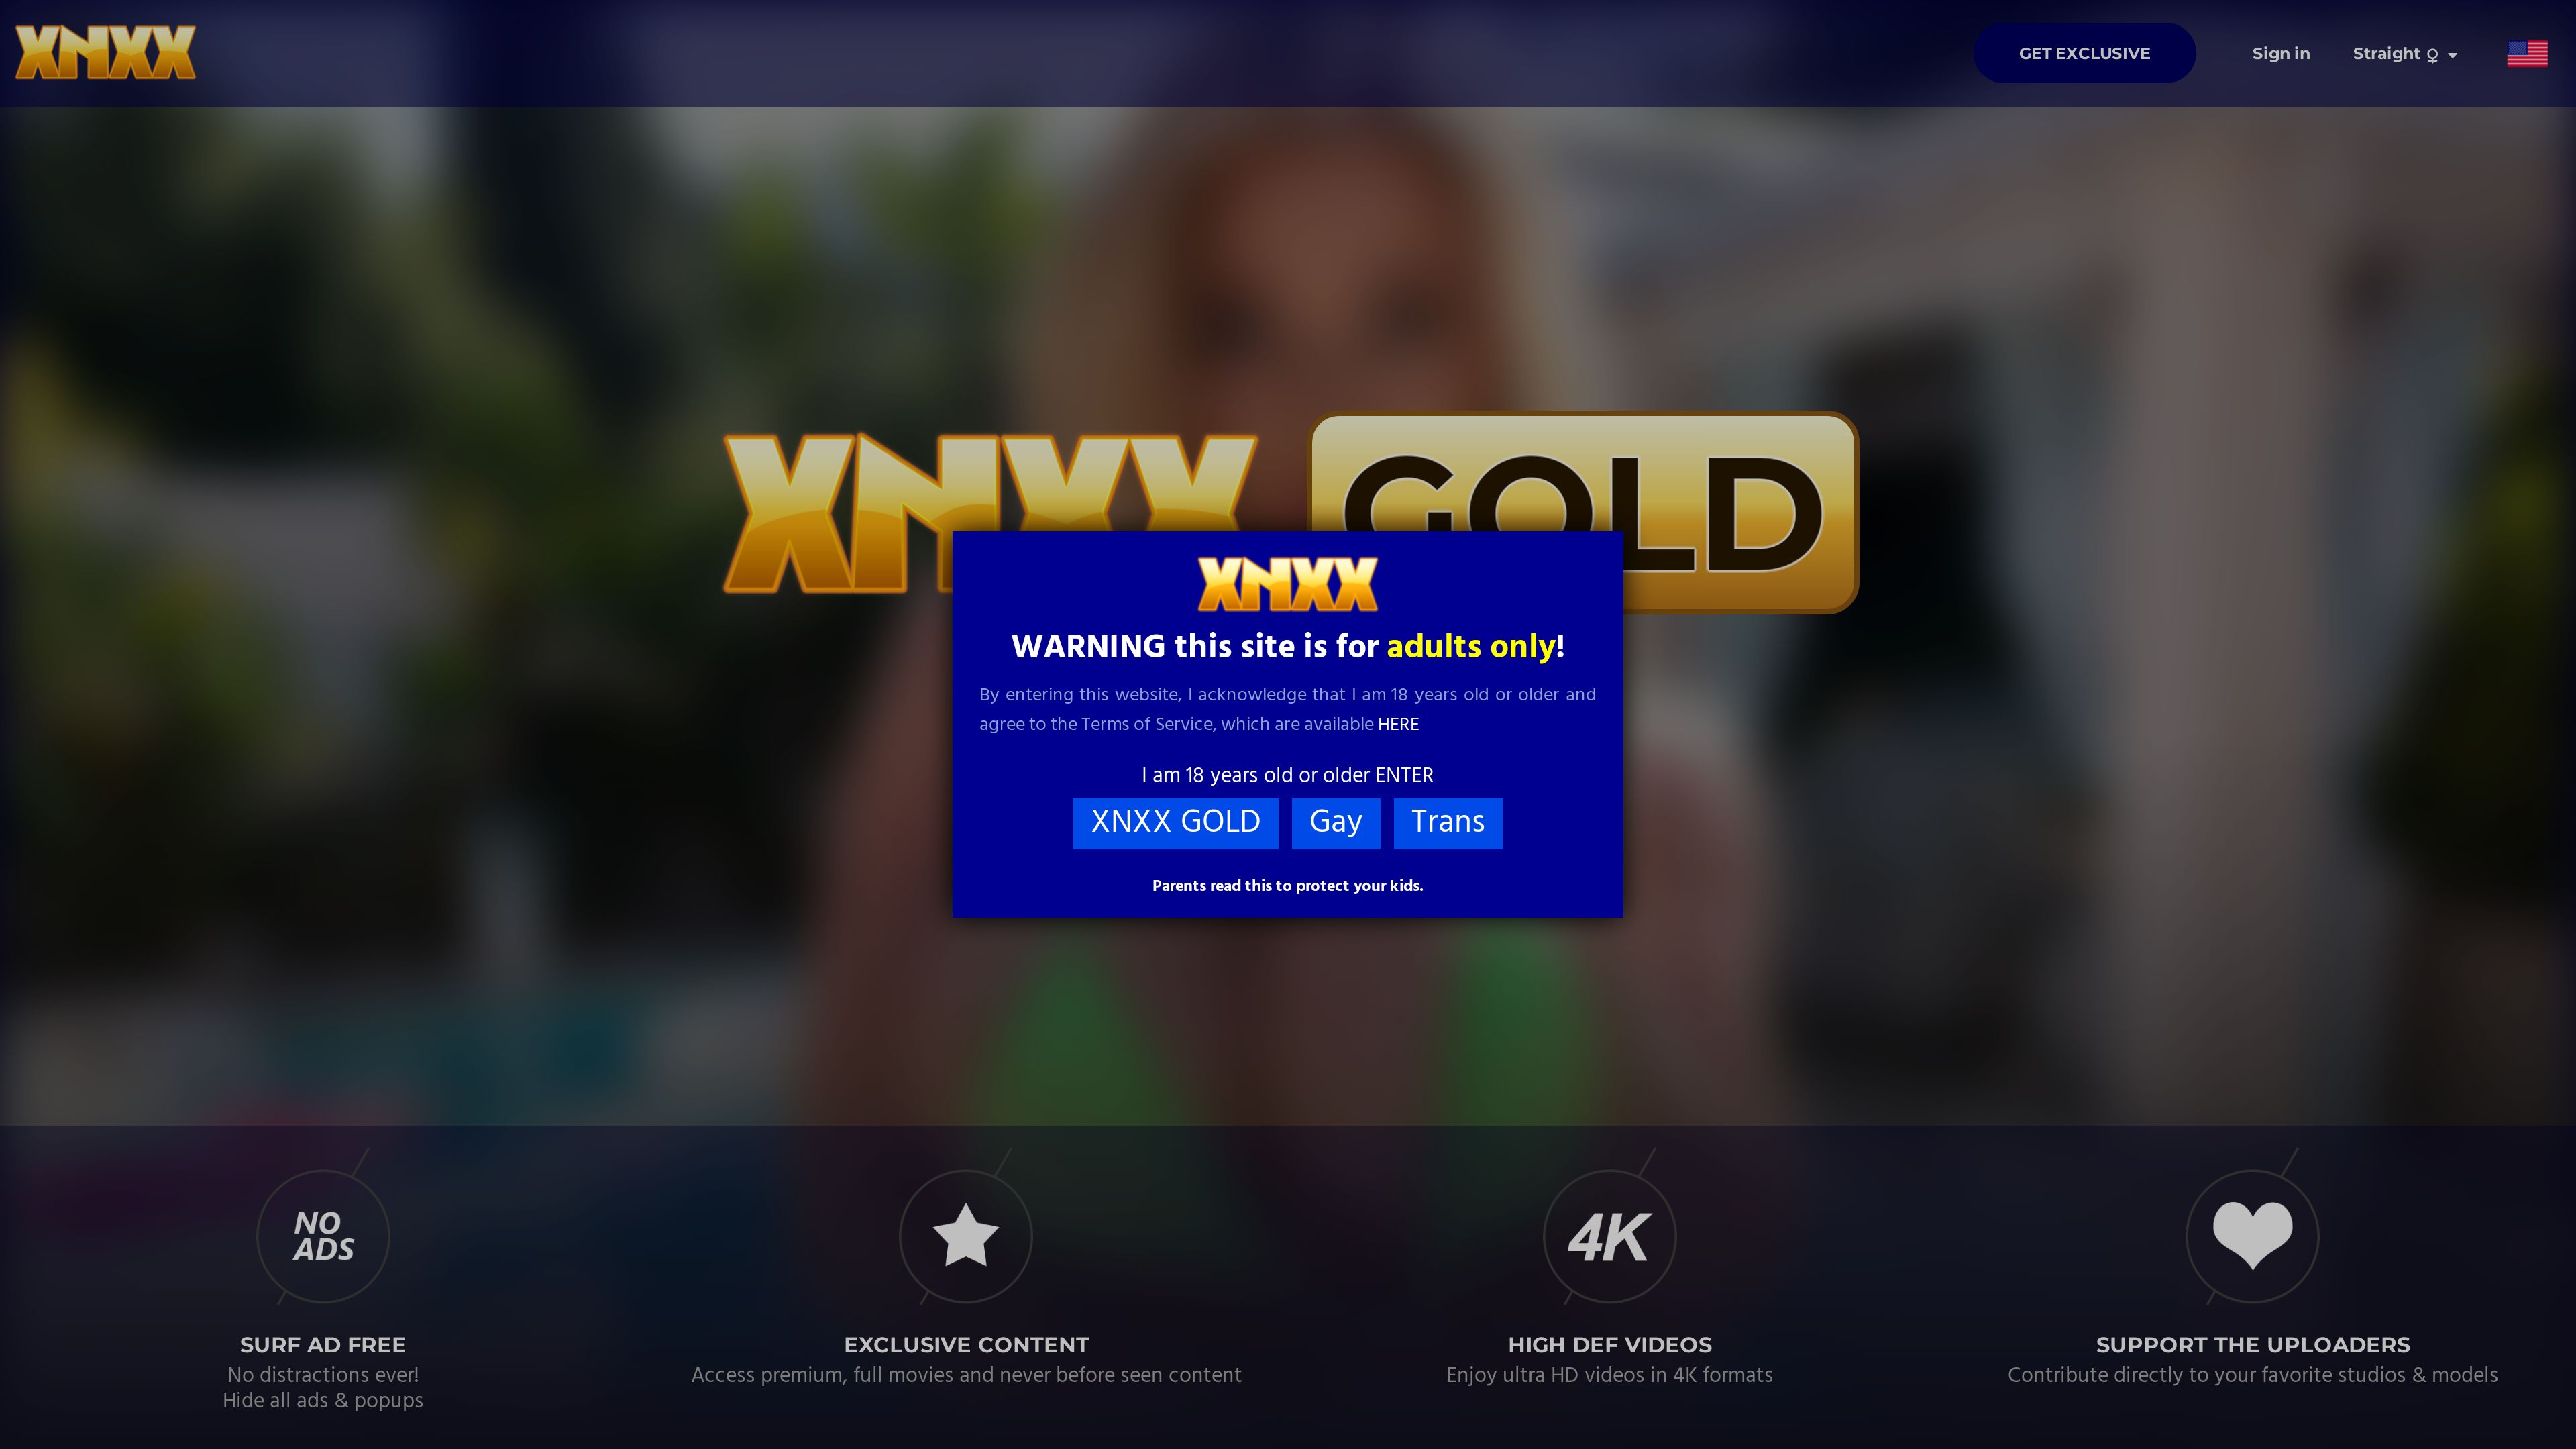 XNXX
GET EXCLUSIVE
Sign in
Straight
XNXX GOLD
XNXX
WARNING this site is for adults only!
By entering this website, I acknowledge that I am 18 years old or older and
agree to the Terms of Service, which are available HERE
I am 18 years old or older ENTER
XNXX GOLD
Gay
Trans
Parents read this to protect your kids.
NO
ADS
4K
SURF AD FREE
No distractions ever!
Hide all ads & popups
EXCLUSIVE CONTENT
Access premium, full movies and never before seen content
HIGH DEF VIDEOS
Enjoy ultra HD videos in 4K formats
SUPPORT THE UPLOADERS
Contribute directly to your favorite studios & models